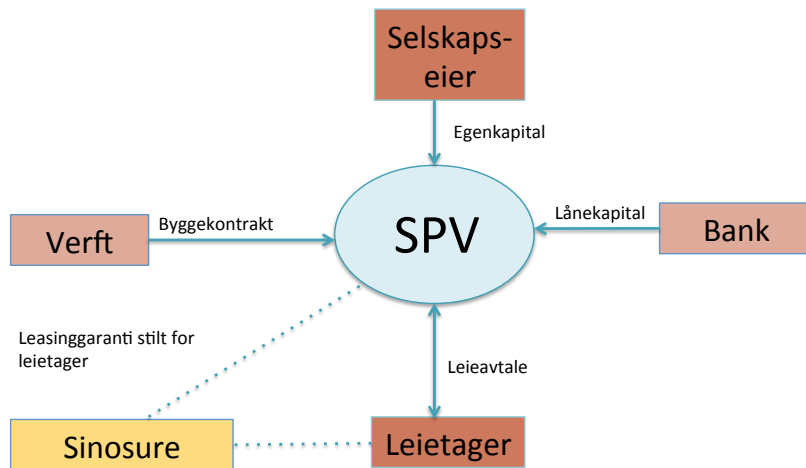 Selskaps-
eier
Egenkapital
Byggekontrakt
Lånekapital
Verft
SPV
Bank
Leasinggaranti stilt for
leietager
Leieavtale
Sinosure
Leietager